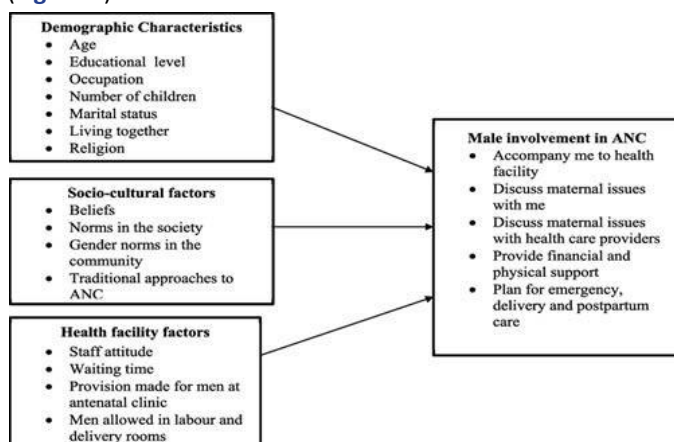 Demographic Characteristics
• Age
• Educational level
• Occupation
• Number of children
• Marital status
• Living together
• Religion
Socio-cultural factors
• Beliefs
• Norms in the society
• Gender norms in the
community
• Traditional approaches to
ANC
Health facility factors
• Staff attitude
• Waiting time
• Provision made for men at
antenatal clinic
• Men allowed in labour and
delivery rooms
Male involvement in ANC
• Accompany me to health
facility
• Discuss maternal issues
with me
• Discuss maternal issues
with health care providers
• Provide financial and
physical support
• Plan for emergency,
delivery and postpartum
care